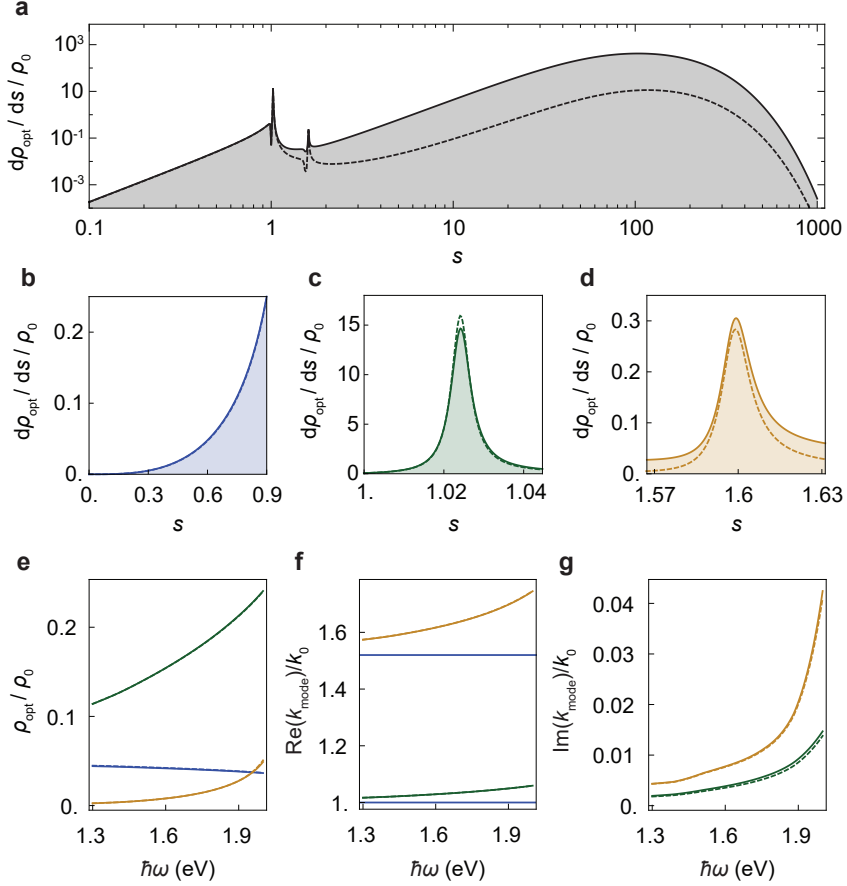 a
dρopt / ds / ρ0
10³
10
10⁻¹
10⁻³
0.1 1 10 100 1000
s
b
dρopt / ds / ρ0
0.2
0.1
0.
0. 0.3 0.6 0.9
s
c
dρopt / ds / ρ0
15
10
5
0
1. 1.02 1.04
s
d
dρopt / ds / ρ0
0.3
0.2
0.1
0.
1.57 1.6 1.63
s
e
ρopt / ρ0
0.2
0.1
0.
1.3 1.6 1.9
ħω (eV)
f
Re(kmode)/k0
1.6
1.4
1.2
1.
1.3 1.6 1.9
ħω (eV)
g
Im(kmode)/k0
0.04
0.03
0.02
0.01
0.
1.3 1.6 1.9
ħω (eV)